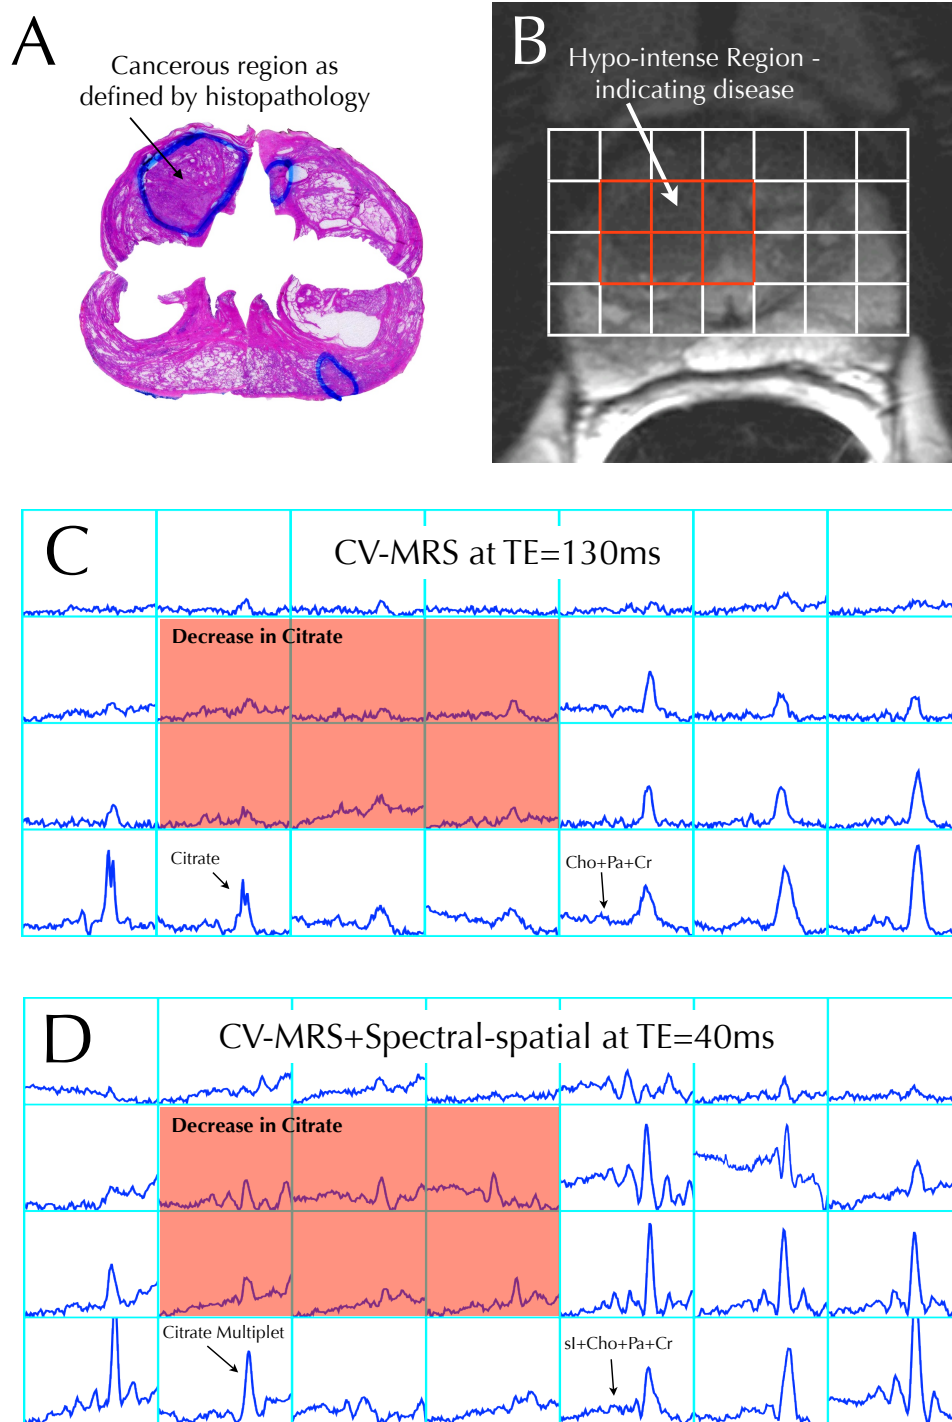 A
Cancerous region as
defined by histopathology
B
Hypo-intense Region -
indicating disease
C
CV-MRS at TE=130ms
Decrease in Citrate
Citrate
Cho+Pa+Cr
D
CV-MRS+Spectral-spatial at TE=40ms
Decrease in Citrate
Citrate Multiplet
sI+Cho+Pa+Cr